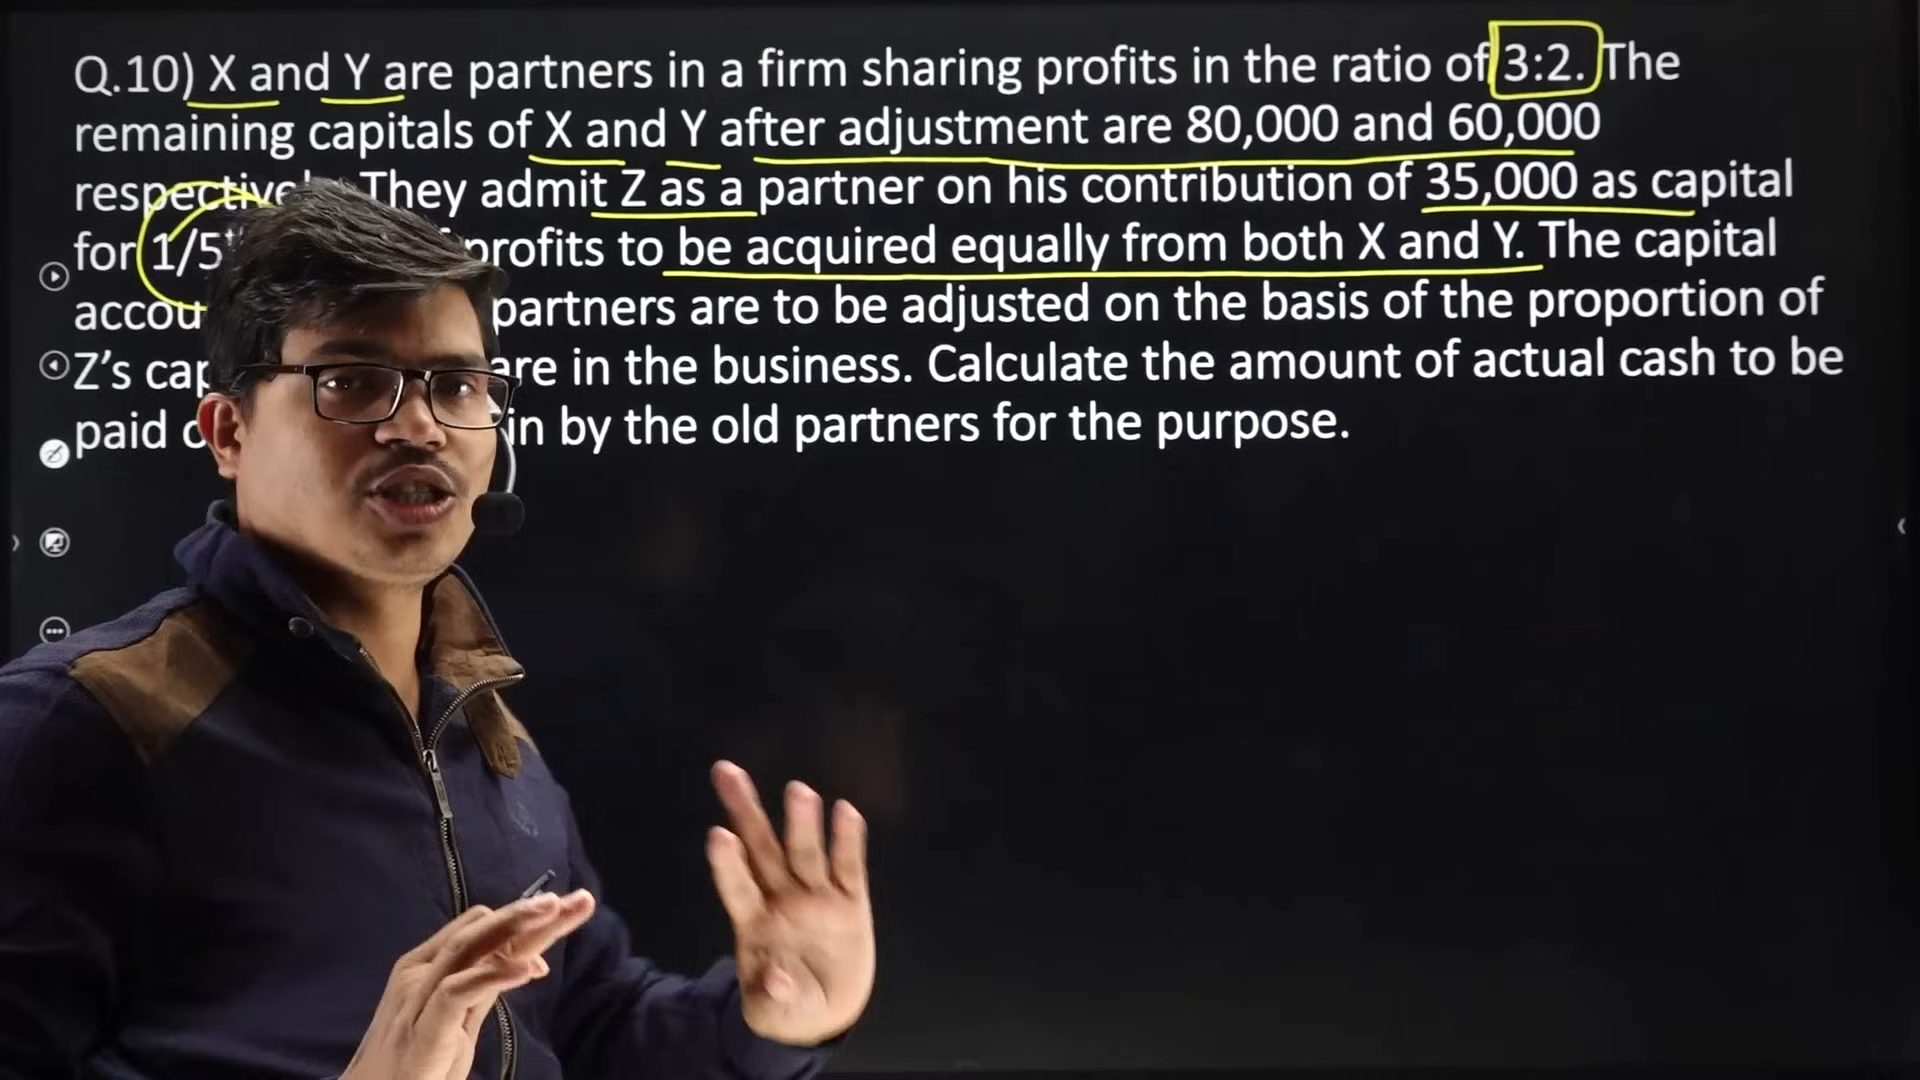 Q.10) X and Y are partners in a firm sharing profits in the ratio of 3:2. The
remaining capitals of X and Y after adjustment are 80,000 and 60,000
They admit Z as a partner on his contribution of 35,000 as capital
for 1/5th profits to be acquired equally from both X and Y. The capital
partners are to be adjusted on the basis of the proportion of
Z’s in the business. Calculate the amount of actual cash to be
paid in by the old partners for the purpose.